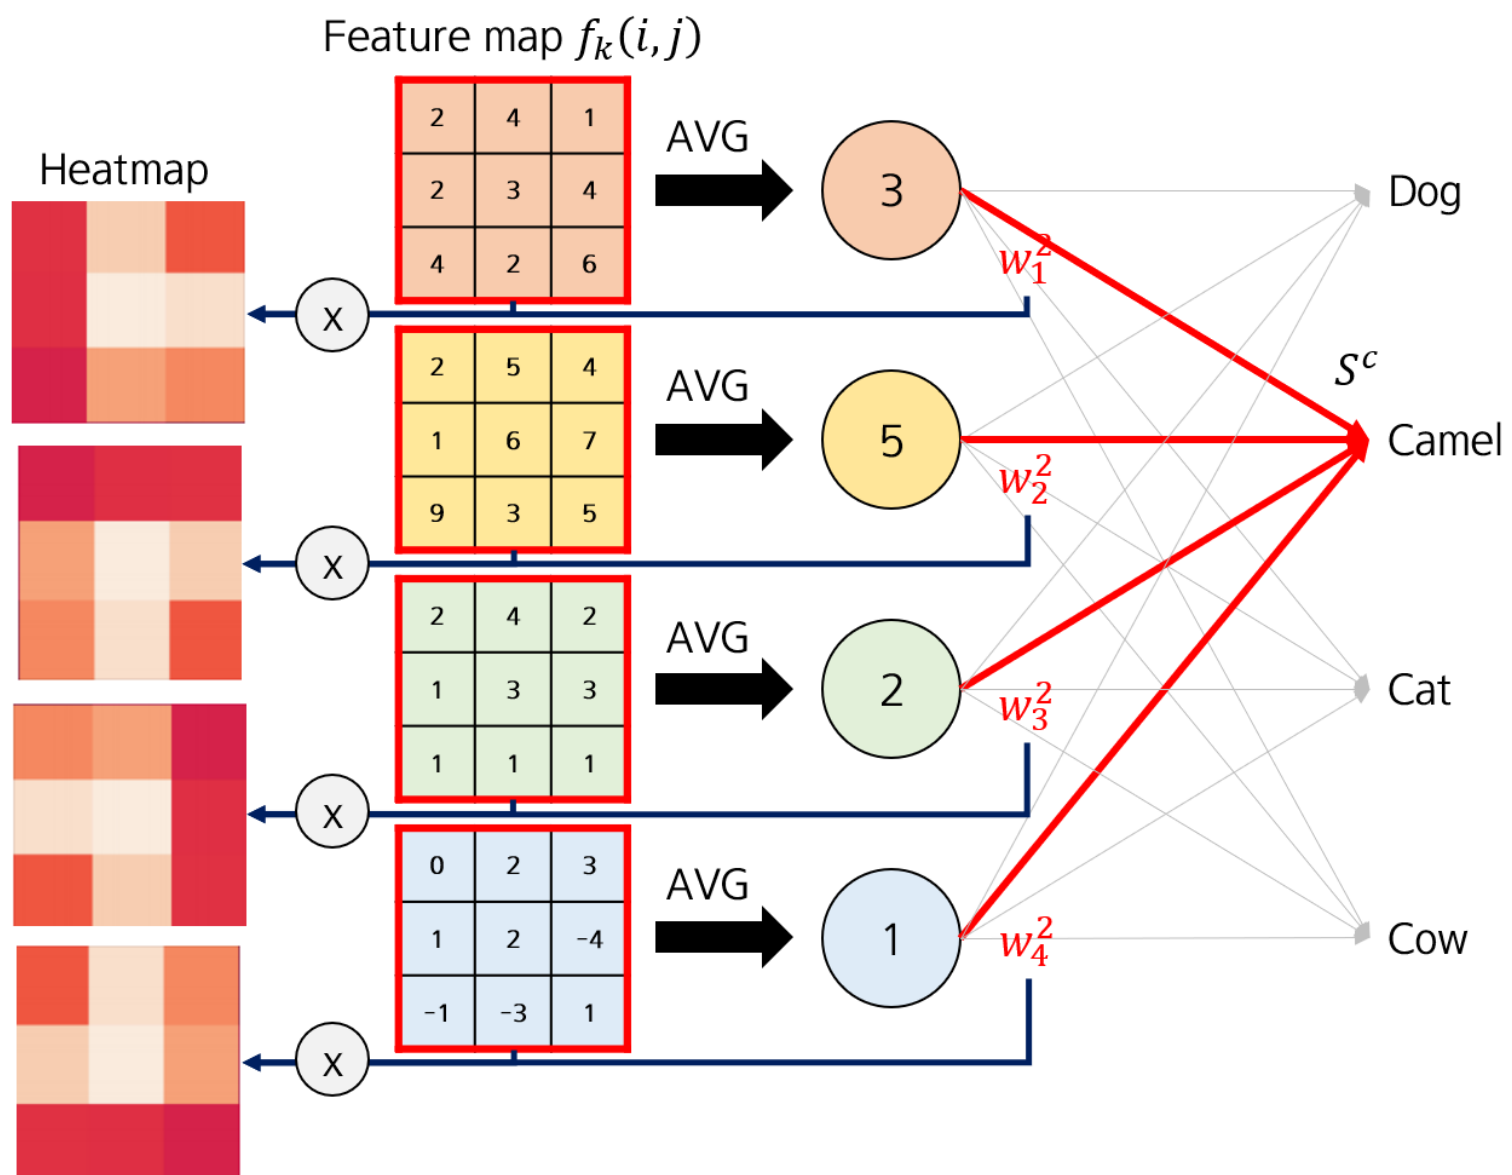 Feature map f_k(i, j)
Heatmap
2 4 1
2 3 4
4 2 6
AVG
3
Dog
w_1^2
x
2 5 4
1 6 7
9 3 5
AVG
5
S^c
Camel
w_2^2
x
2 4 2
1 3 3
1 1 1
AVG
2
Cat
w_3^2
x
0 2 3
1 2 -4
-1 -3 1
AVG
1
Cow
w_4^2
x